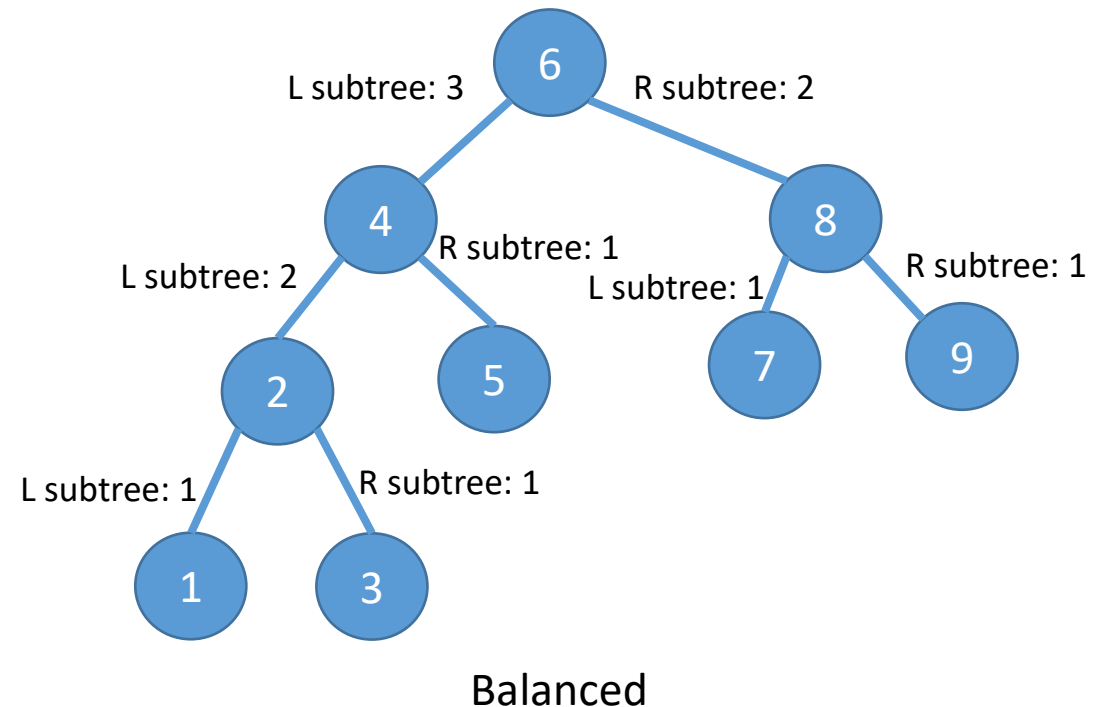 6
L subtree: 3
R subtree: 2
4
8
L subtree: 2
R subtree: 1
L subtree: 1
R subtree: 1
2
5
7
9
L subtree: 1
R subtree: 1
1
3
Balanced